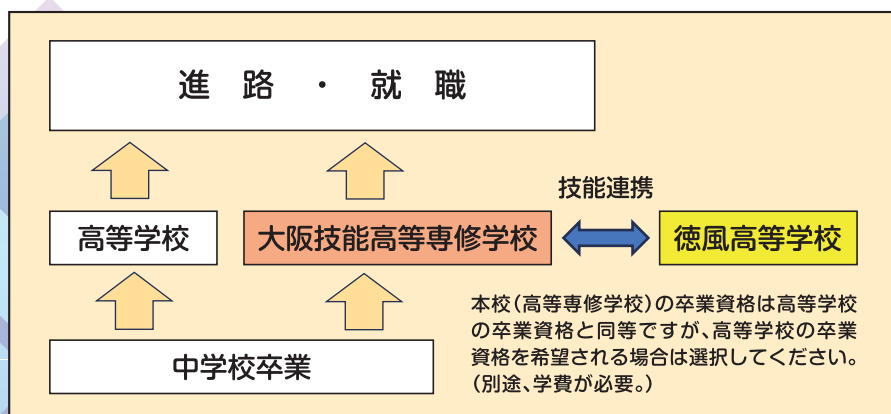 進路・就職
技能連携
高等学校
大阪技能高等専修学校
徳風高等学校
本校(高等専修学校)の卒業資格は高等学校
の卒業資格と同等ですが、高等学校の卒業
資格を希望される場合は選択してください。
(別途、学費が必要。)
中学校卒業